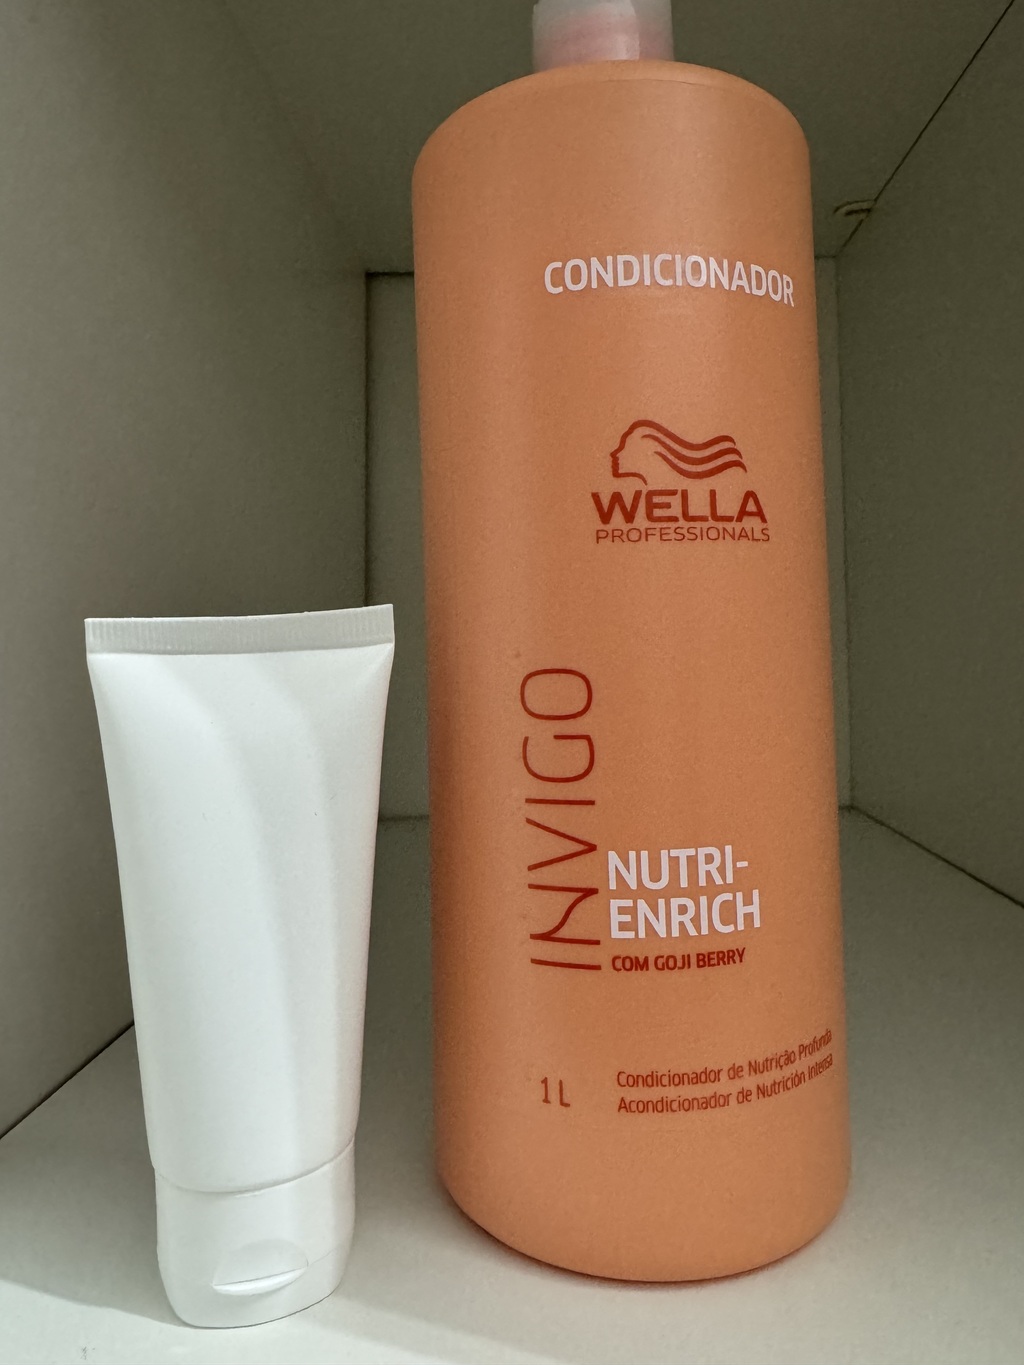 CONDICIONADOR
WELLA
PROFESSIONALS
INVIGO
NUTRI-
ENRICH
COM GOJI BERRY
1 L
Condicionador de Nutrição Profunda
Acondicionador de Nutrición Intensa